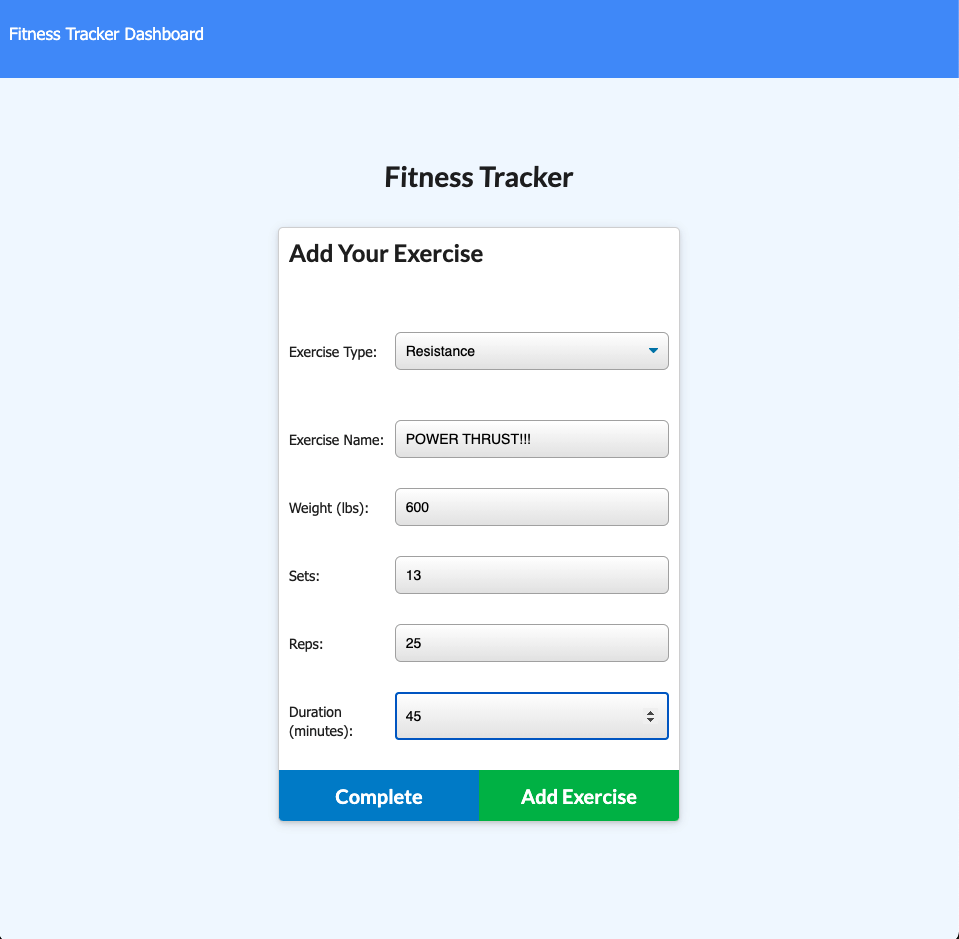 Fitness Tracker Dashboard
Fitness Tracker
Add Your Exercise
Exercise Type: Resistance
Exercise Name: POWER THRUST!!!
Weight (lbs): 600
Sets: 13
Reps: 25
Duration (minutes): 45
Complete Add Exercise